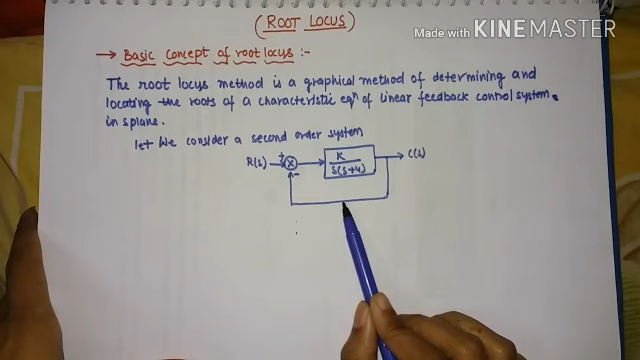 (ROOT LOCUS)
Made with KINEMASTER
→ Basic concept of root locus :-
The root locus method is a graphical method of determining and
locating the roots of a characteristic eqⁿ of linear feedback control system.
in s plane.
let we consider a second order system
R(s) + x - K / s(s+4) C(s)